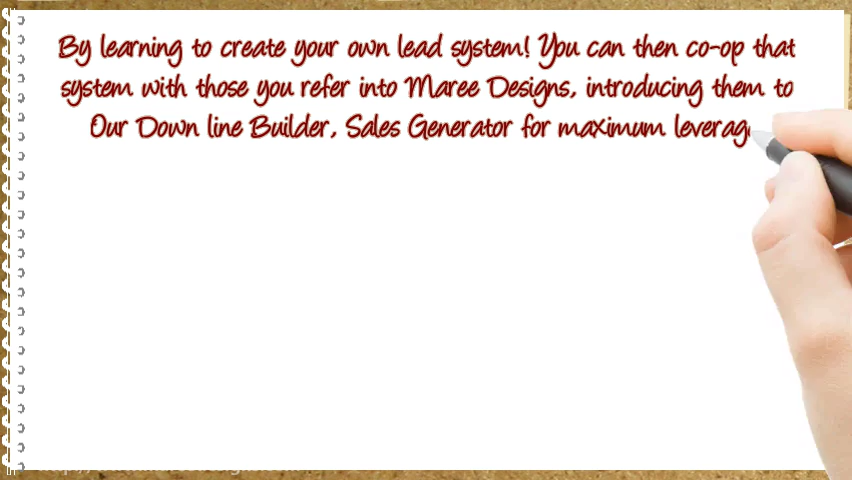 By learning to create your own lead system! You can then co-op that
system with those you refer into Maree Designs, introducing them to
Our Down line Builder, Sales Generator for maximum leverag